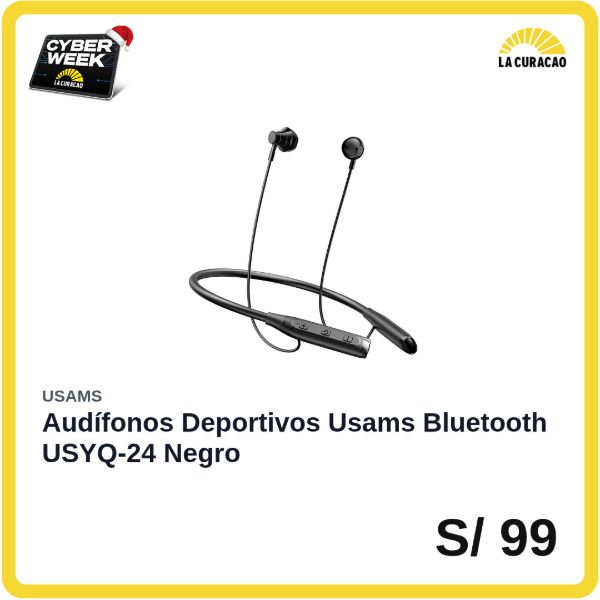 CYBER
WEEK
LA CURACAO
LA CURACAO
USAMS
Audífonos Deportivos Usams Bluetooth
USYQ-24 Negro
S/ 99